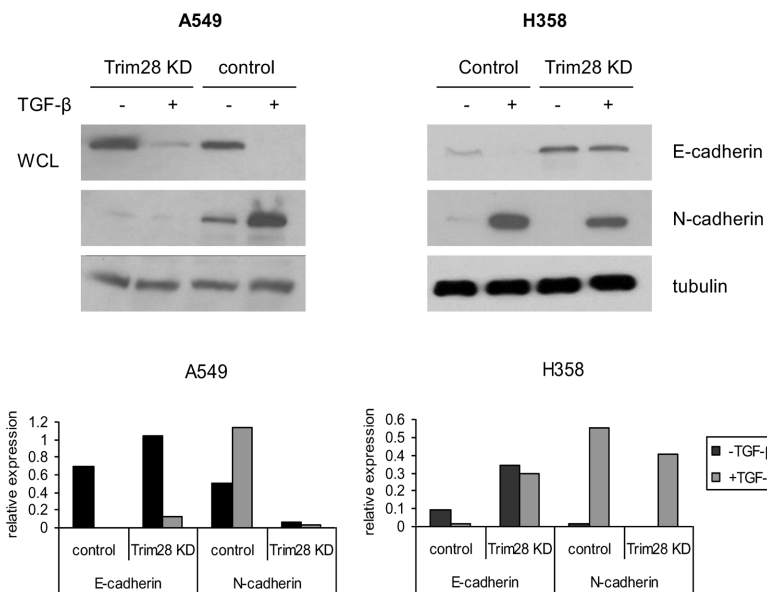 A549
H358
Trim28 KD control
Control Trim28 KD
TGF-β - + - +
- + - +
WCL
E-cadherin
N-cadherin
tubulin
A549
relative expression
1.2
1
0.8
0.6
0.4
0.2
0
control Trim28 KD control Trim28 KD
E-cadherin N-cadherin
H358
relative expression
0.6
0.5
0.4
0.3
0.2
0.1
0
control Trim28 KD control Trim28 KD
E-cadherin N-cadherin
-TGF-β
+TGF-